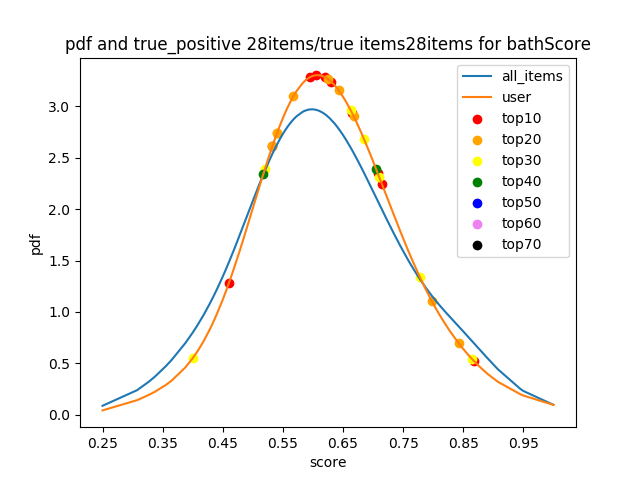 pdf and true_positive 28items/true items28items for bathScore
all_items
user
top10
top20
top30
top40
top50
top60
top70
pdf
3.0
2.5
2.0
1.5
1.0
0.5
0.0
0.25 0.35 0.45 0.55 0.65 0.75 0.85 0.95
score